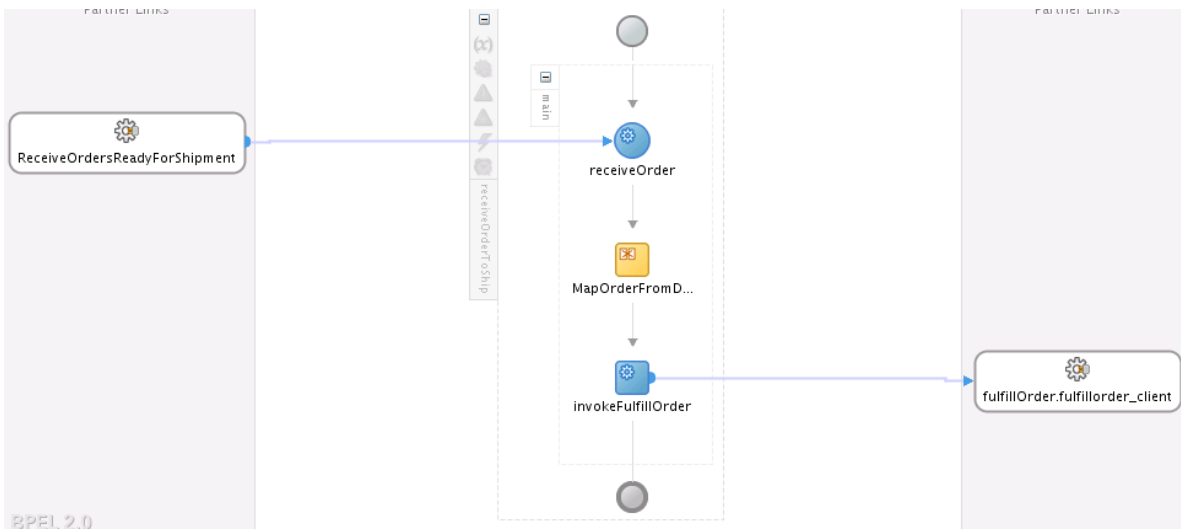 Partner Links
Partner Links
(x)
main
ReceiveOrdersReadyForShipment
receiveOrder
receiveOrderToShip
MapOrderFromD...
invokeFulfillOrder
fulfillOrder.fulfillorder_client
BPEL 2.0